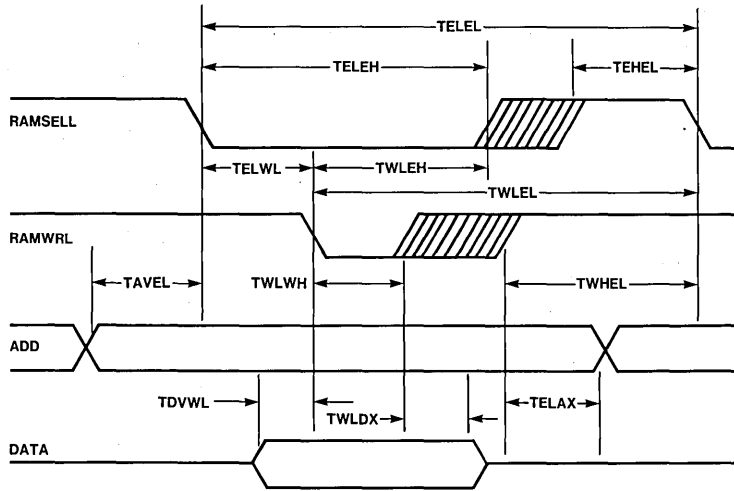 TELEL
TELEH
TEHEL
RAMSELL
TELWL
TWLEH
TWLEL
RAMWRL
TAVEL
TWLWH
TWHEL
ADD
TDVWL
TWLDX
TELAX
DATA